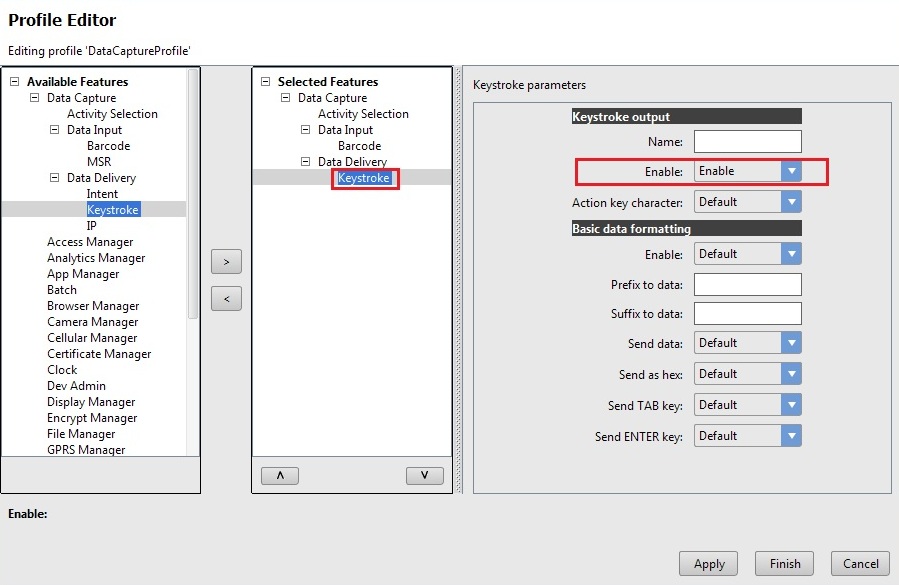 Profile Editor
Editing profile 'DataCaptureProfile'
Available Features
Data Capture
Activity Selection
Data Input
Barcode
MSR
Data Delivery
Intent
Keystroke
IP
Access Manager
Analytics Manager
App Manager
Batch
Browser Manager
Camera Manager
Cellular Manager
Certificate Manager
Clock
Dev Admin
Display Manager
Encrypt Manager
File Manager
GPRS Manager
>
<
Selected Features
Data Capture
Activity Selection
Data Input
Barcode
Data Delivery
Keystroke
Keystroke parameters
Keystroke output
Name:
Enable: Enable
Action key character: Default
Basic data formatting
Enable: Default
Prefix to data:
Suffix to data:
Send data: Default
Send as hex: Default
Send TAB key: Default
Send ENTER key: Default
Enable:
Apply Finish Cancel